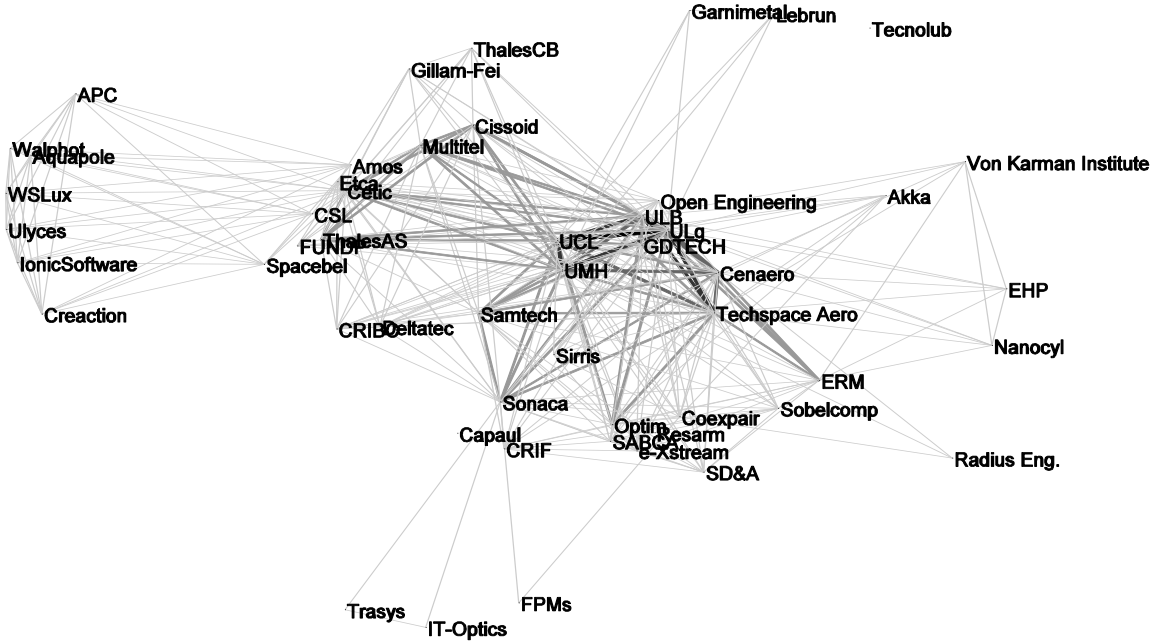 Garnimetal
Lebrun
Tecnolub
ThalesCB
Gillam-Fei
APC
Cissoid
Multitel
Walphot
Aquapole
Amos
Von Karman Institute
Etca
Cetic
WSLux
Akka
Open Engineering
CSL
ULB
Ulyces
ULg
FUNDP
ThalesAS
UCL
GDTECH
IonicSoftware
Spacebel
UMH
Cenaero
EHP
Creaction
Samtech
Techspace Aero
CRIBC
Deltatec
Nanocyl
Sirris
ERM
Sonaca
Sobelcomp
Coexpair
Optim
Capaul
Resarm
SABCA
CRIF
e-Xstream
Radius Eng.
SD&A
FPMs
Trasys
IT-Optics